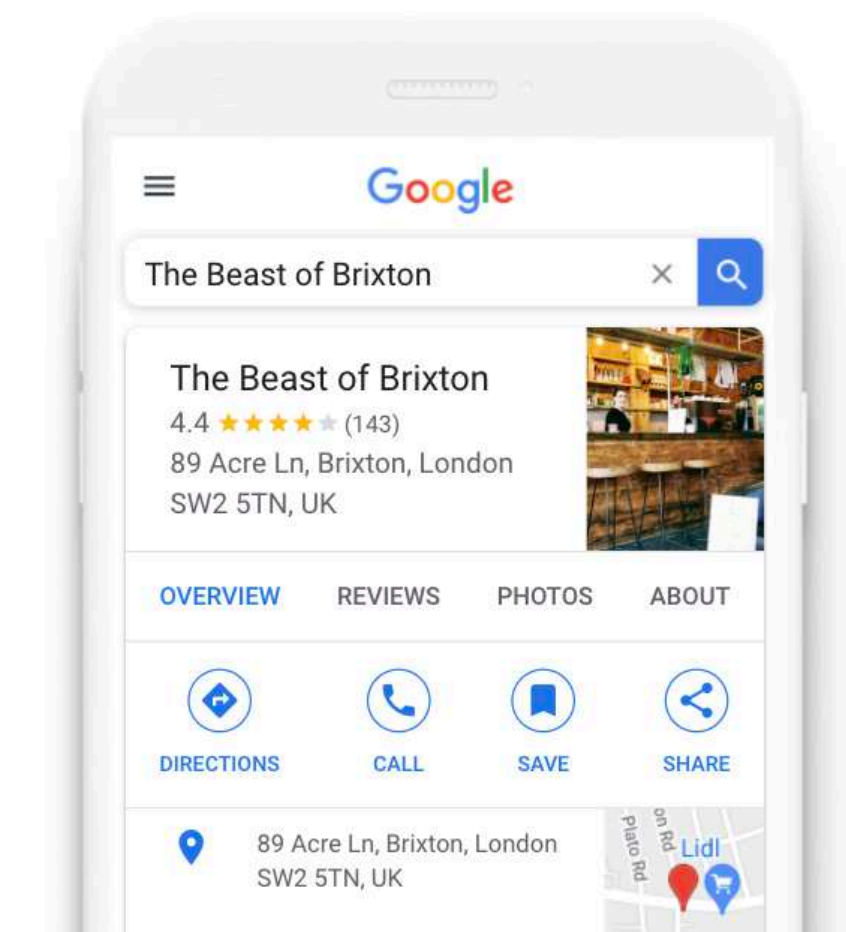 Google
The Beast of Brixton
The Beast of Brixton
4.4 (143)
89 Acre Ln, Brixton, London
SW2 5TN, UK
OVERVIEW REVIEWS PHOTOS ABOUT
DIRECTIONS CALL SAVE SHARE
89 Acre Ln, Brixton, London
SW2 5TN, UK
Plato Rd
on Rd
Lidl